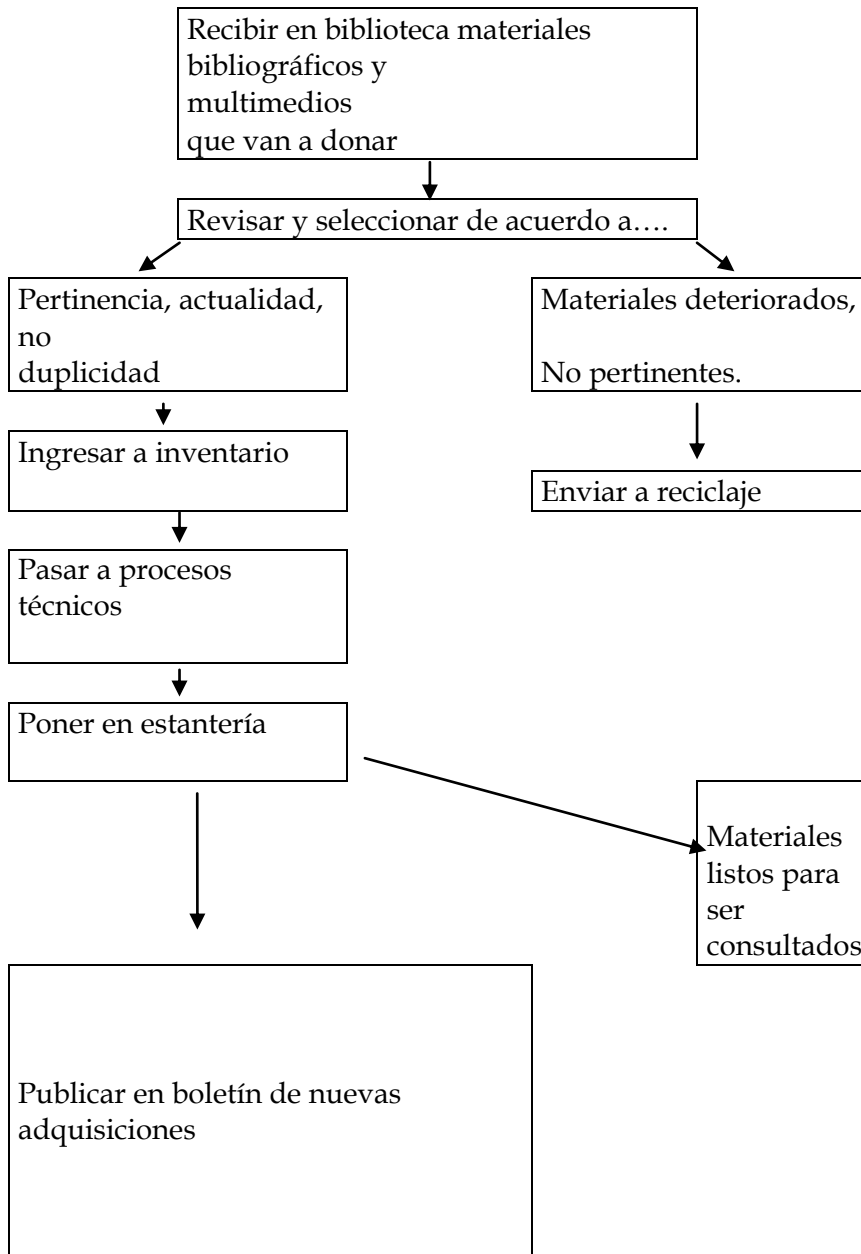 Recibir en biblioteca materiales
bibliográficos y
multimedios
que van a donar
Revisar y seleccionar de acuerdo a….
Pertinencia, actualidad,
no
duplicidad
Materiales deteriorados,
No pertinentes.
Ingresar a inventario
Enviar a reciclaje
Pasar a procesos
técnicos
Poner en estantería
Materiales
listos para
ser
consultados
Publicar en boletín de nuevas
adquisiciones